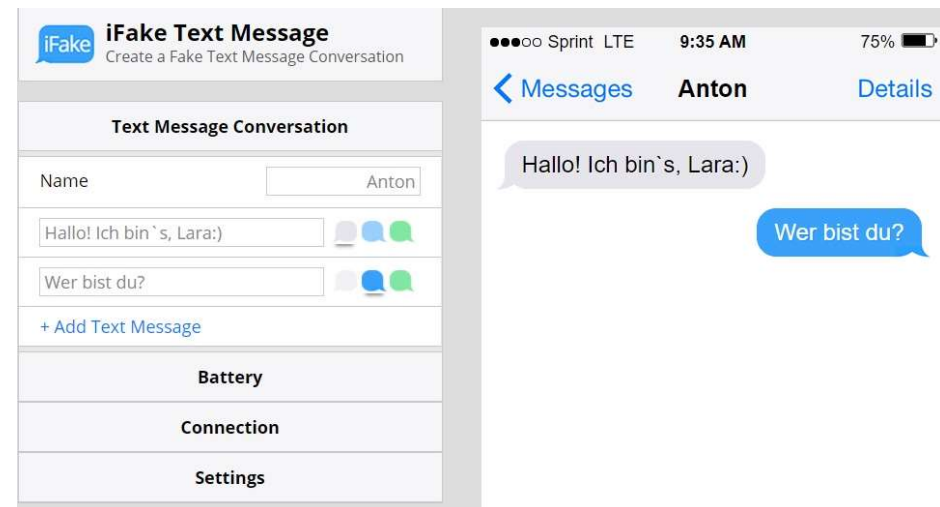 iFake
iFake Text Message
Create a Fake Text Message Conversation
Text Message Conversation
Name
Anton
Hallo! Ich bin`s, Lara:)
Wer bist du?
+ Add Text Message
Battery
Connection
Settings
Sprint LTE 9:35 AM 75%
Messages Anton Details
Hallo! Ich bin`s, Lara:)
Wer bist du?